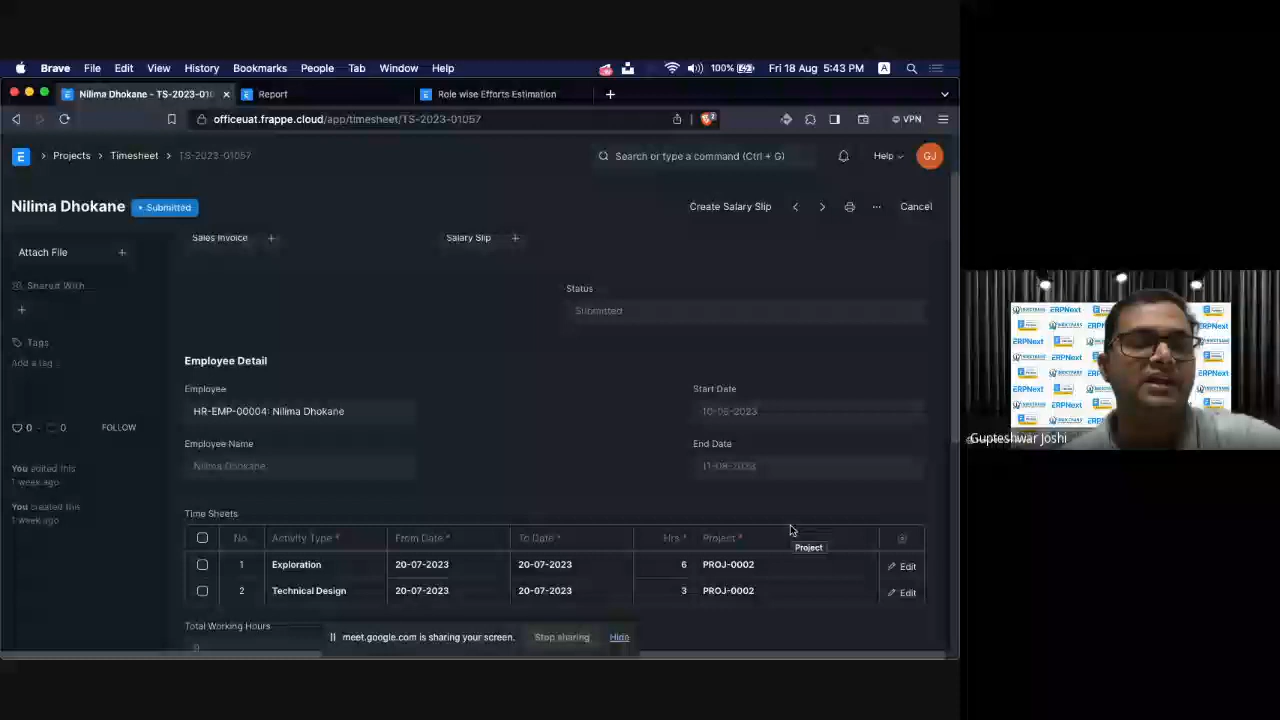 Brave File Edit View History Bookmarks People Tab Window Help 100% Fri 18 Aug 5:43 PM A
Nilima Dhokane - TS-2023-010 Report Role wise Efforts Estimation
officeuat.frappe.cloud/app/timesheet/TS-2023-01057 VPN
E Projects Timesheet TS-2023-01057 Search or type a command (Ctrl + G) Help GJ
Nilima Dhokane Submitted Create Salary Slip Cancel
Sales Invoice + Salary Slip +
Attach File +
Shared With...
Status
Submitted
Tags
Add a tag ...
Employee Detail
Employee Start Date
HR-EMP-00004: Nilima Dhokane
0 0 FOLLOW
Employee Name End Date
Nilima Dhokane
You edited this
1 week ago
You created this
1 week ago
Time Sheets
No. Activity Type * From Date * To Date * Hrs * Project *
Project
1 Exploration 20-07-2023 20-07-2023 6 PROJ-0002 Edit
2 Technical Design 20-07-2023 20-07-2023 3 PROJ-0002 Edit
Total Working Hours
9
meet.google.com is sharing your screen. Stop sharing Hide
ERPNext
Gupteshwar Joshi